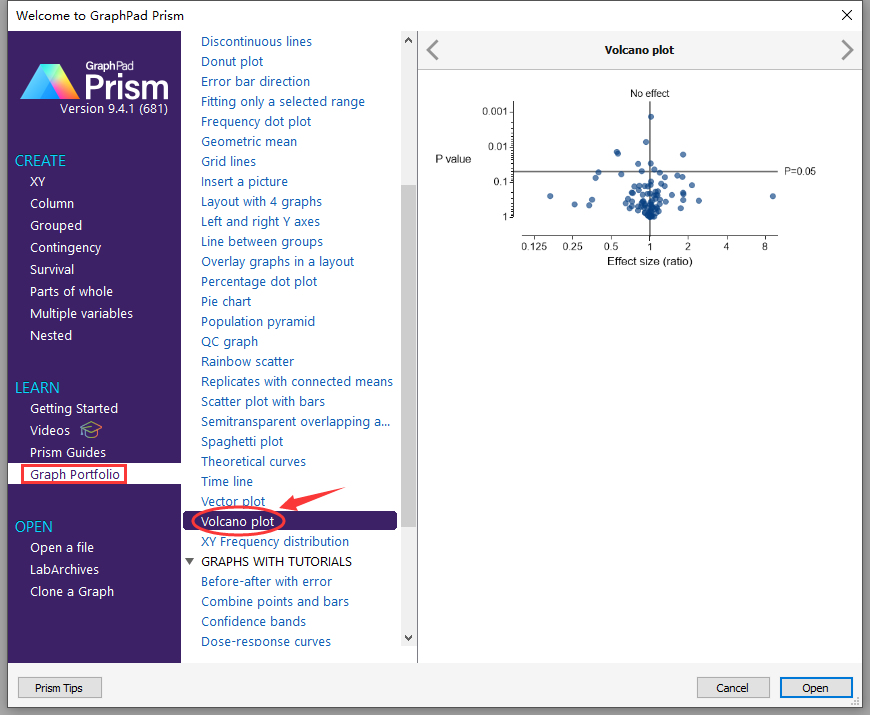 Welcome to GraphPad Prism
GraphPad
Prism
Version 9.4.1 (681)
CREATE
XY
Column
Grouped
Contingency
Survival
Parts of whole
Multiple variables
Nested
LEARN
Getting Started
Videos
Prism Guides
Graph Portfolio
OPEN
Open a file
LabArchives
Clone a Graph
Discontinuous lines
Donut plot
Error bar direction
Fitting only a selected range
Frequency dot plot
Geometric mean
Grid lines
Insert a picture
Layout with 4 graphs
Left and right Y axes
Line between groups
Overlay graphs in a layout
Percentage dot plot
Pie chart
Population pyramid
QC graph
Rainbow scatter
Replicates with connected means
Scatter plot with bars
Semitransparent overlapping a...
Spaghetti plot
Theoretical curves
Time line
Vector plot
Volcano plot
XY Frequency distribution
GRAPHS WITH TUTORIALS
Before-after with error
Combine points and bars
Confidence bands
Dose-response curves
Volcano plot
No effect
0.001
0.01
P value
P=0.05
0.1
1
0.125 0.25 0.5 1 2 4 8
Effect size (ratio)
Prism Tips
Cancel
Open